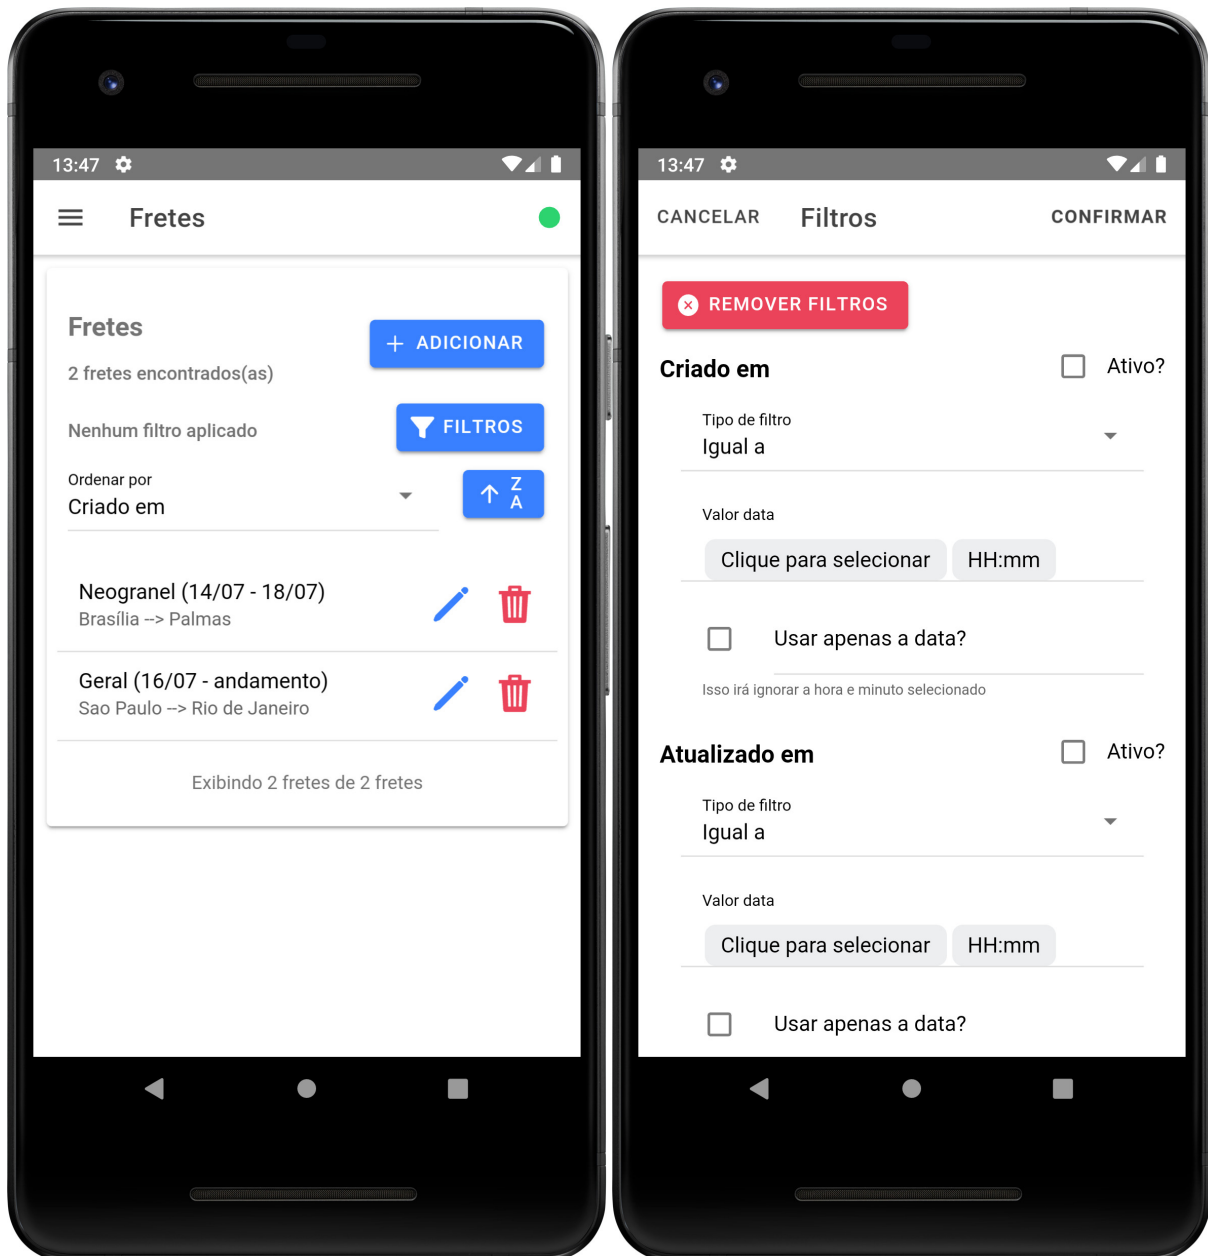 13:47
Fretes
Fretes
+ ADICIONAR
2 fretes encontrados(as)
Nenhum filtro aplicado
FILTROS
Ordenar por
Criado em
Z
A
Neogranel (14/07 - 18/07)
Brasília --> Palmas
Geral (16/07 - andamento)
Sao Paulo --> Rio de Janeiro
Exibindo 2 fretes de 2 fretes
13:47
CANCELAR Filtros CONFIRMAR
REMOVER FILTROS
Criado em Ativo?
Tipo de filtro
Igual a
Valor data
Clique para selecionar HH:mm
Usar apenas a data?
Isso irá ignorar a hora e minuto selecionado
Atualizado em Ativo?
Tipo de filtro
Igual a
Valor data
Clique para selecionar HH:mm
Usar apenas a data?